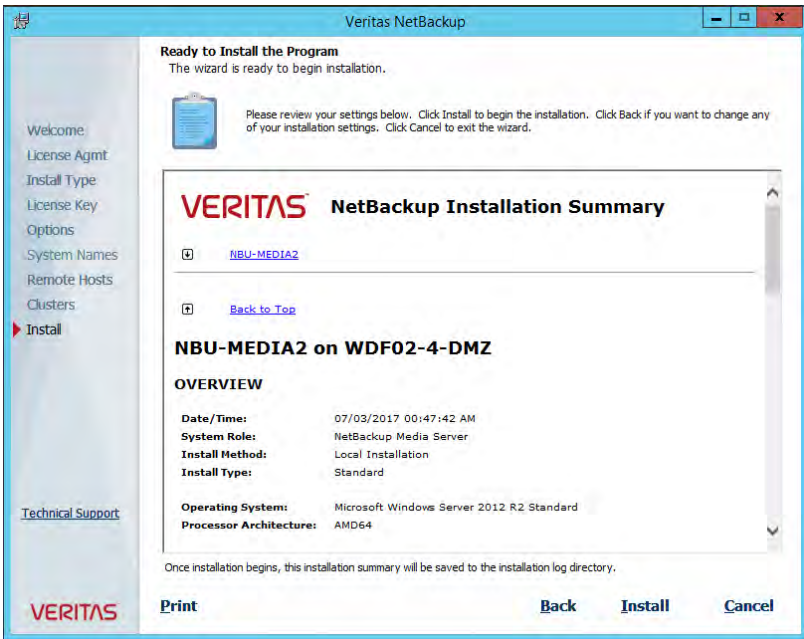 Veritas NetBackup
Ready to Install the Program
The wizard is ready to begin installation.
Please review your settings below. Click Install to begin the installation. Click Back if you want to change any
of your installation settings. Click Cancel to exit the wizard.
Welcome
License Agmt
Install Type
License Key
Options
System Names
Remote Hosts
Clusters
Install
Technical Support
VERITAS
VERITAS NetBackup Installation Summary
NBU-MEDIA2
Back to Top
NBU-MEDIA2 on WDF02-4-DMZ
OVERVIEW
Date/Time: 07/03/2017 00:47:42 AM
System Role: NetBackup Media Server
Install Method: Local Installation
Install Type: Standard
Operating System: Microsoft Windows Server 2012 R2 Standard
Processor Architecture: AMD64
Once installation begins, this installation summary will be saved to the installation log directory.
Print Back Install Cancel